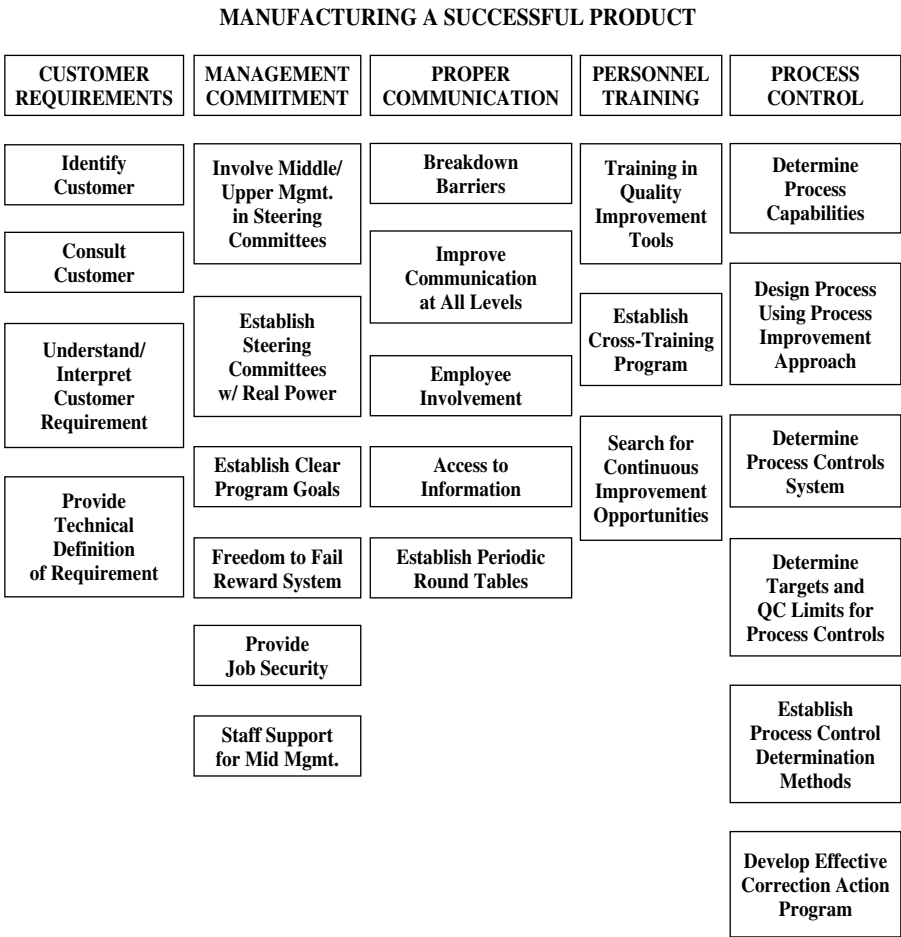 MANUFACTURING A SUCCESSFUL PRODUCT
CUSTOMER
REQUIREMENTS
MANAGEMENT
COMMITMENT
PROPER
COMMUNICATION
PERSONNEL
TRAINING
PROCESS
CONTROL
Identify
Customer
Consult
Customer
Understand/
Interpret
Customer
Requirement
Provide
Technical
Definition
of Requirement
Involve Middle/
Upper Mgmt.
in Steering
Committees
Establish
Steering
Committees
w/ Real Power
Establish Clear
Program Goals
Freedom to Fail
Reward System
Provide
Job Security
Staff Support
for Mid Mgmt.
Breakdown
Barriers
Improve
Communication
at All Levels
Employee
Involvement
Access to
Information
Establish Periodic
Round Tables
Training in
Quality
Improvement
Tools
Establish
Cross-Training
Program
Search for
Continuous
Improvement
Opportunities
Determine
Process
Capabilities
Design Process
Using Process
Improvement
Approach
Determine
Process Controls
System
Determine
Targets and
QC Limits for
Process Controls
Establish
Process Control
Determination
Methods
Develop Effective
Correction Action
Program